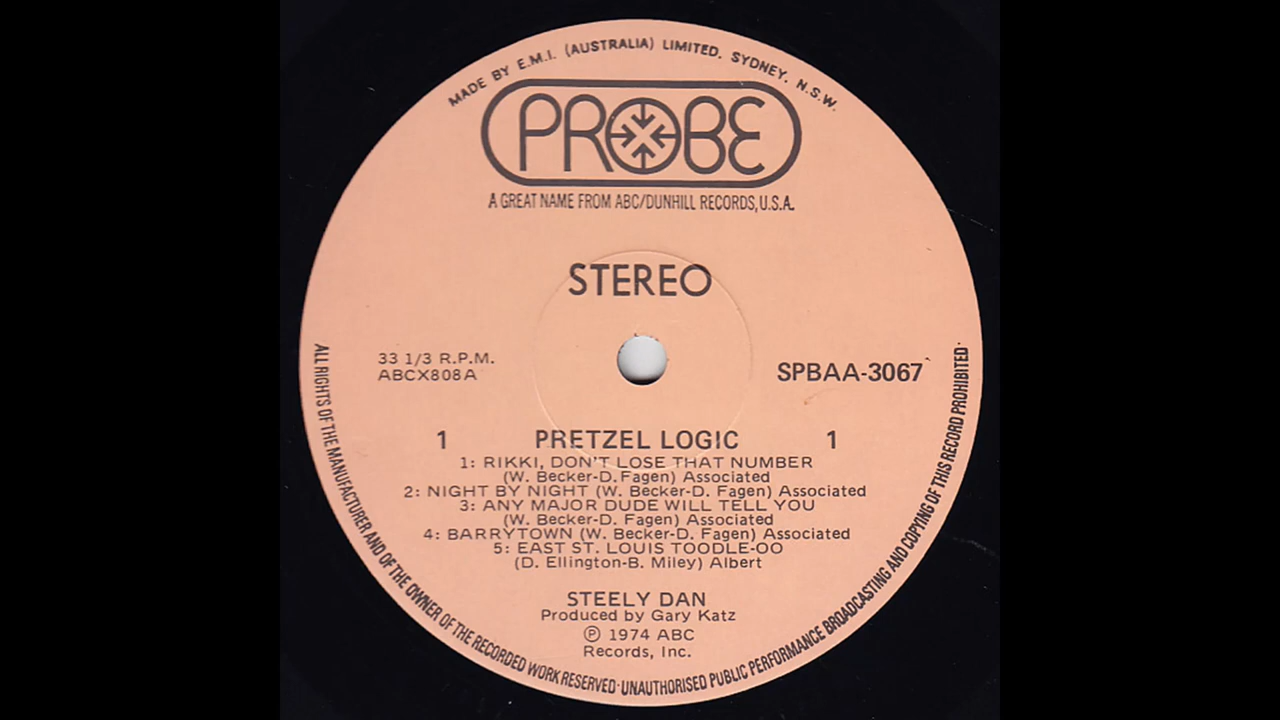 MADE BY E.M.I. (AUSTRALIA) LIMITED. SYDNEY, N.S.W.
PROBE
A GREAT NAME FROM ABC/DUNHILL RECORDS, U.S.A.
STEREO
33 1/3 R.P.M.
ABCX808A
SPBAA-3067
1 PRETZEL LOGIC 1
1: RIKKI, DON'T LOSE THAT NUMBER
(W. Becker-D. Fagen) Associated
2: NIGHT BY NIGHT (W. Becker-D. Fagen) Associated
3: ANY MAJOR DUDE WILL TELL YOU
(W. Becker-D. Fagen) Associated
4: BARRYTOWN (W. Becker-D. Fagen) Associated
5: EAST ST. LOUIS TOODLE-OO
(D. Ellington-B. Miley) Albert
STEELY DAN
Produced by Gary Katz
℗ 1974 ABC
Records, Inc.
ALL RIGHTS OF THE MANUFACTURER AND OF THE OWNER OF THE RECORDED WORK RESERVED·UNAUTHORISED PUBLIC PERFORMANCE BROADCASTING AND COPYING OF THIS RECORD PROHIBITED·